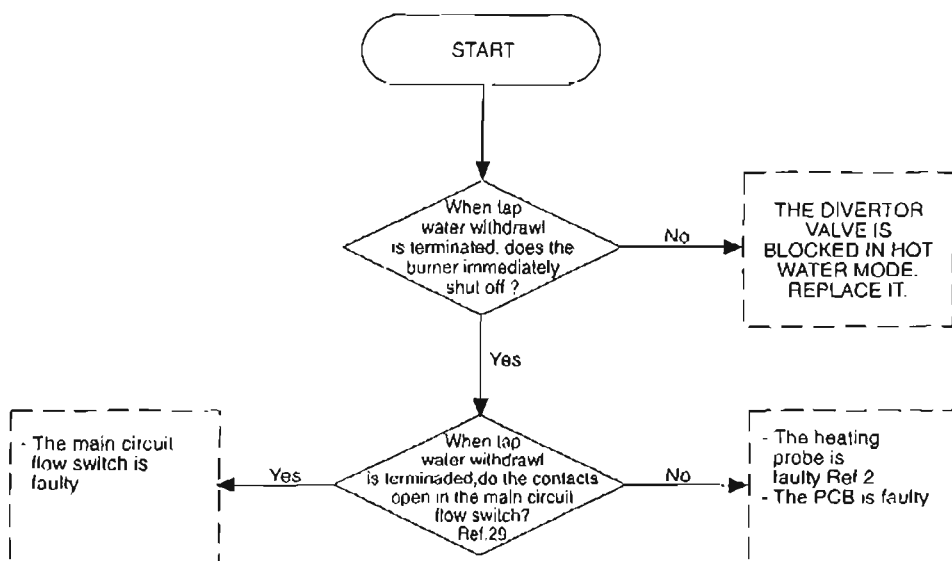 START
When tap
water withdrawl
is terminated, does the
burner immediately
shut off ?
No
THE DIVERTOR
VALVE IS
BLOCKED IN HOT
WATER MODE.
REPLACE IT.
Yes
- The main circuit
flow switch is
faulty
Yes
When tap
water withdrawl
is terminaded,do the contacts
open in the main circuit
flow switch?
Ref.29
No
- The heating
probe is
faulty Ref 2
- The PCB is faulty